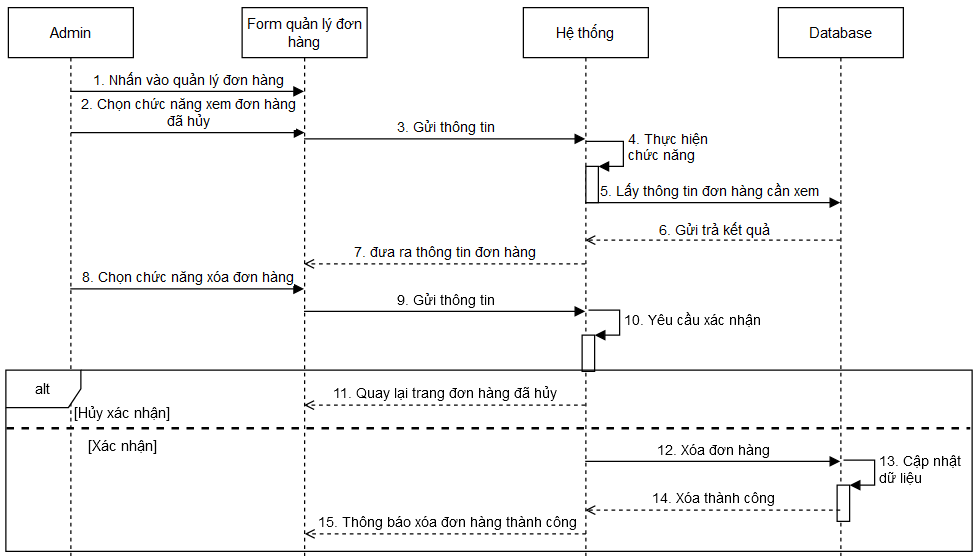 Admin
Form quản lý đơn
hàng
Hệ thống
Database
1. Nhấn vào quản lý đơn hàng
2. Chọn chức năng xem đơn hàng
đã hủy
3. Gửi thông tin
4. Thực hiện
chức năng
5. Lấy thông tin đơn hàng cần xem
6. Gửi trả kết quả
7. đưa ra thông tin đơn hàng
8. Chọn chức năng xóa đơn hàng
9. Gửi thông tin
10. Yêu cầu xác nhận
alt
11. Quay lại trang đơn hàng đã hủy
[Hủy xác nhận]
[Xác nhận]
12. Xóa đơn hàng
13. Cập nhật
dữ liệu
14. Xóa thành công
15. Thông báo xóa đơn hàng thành công